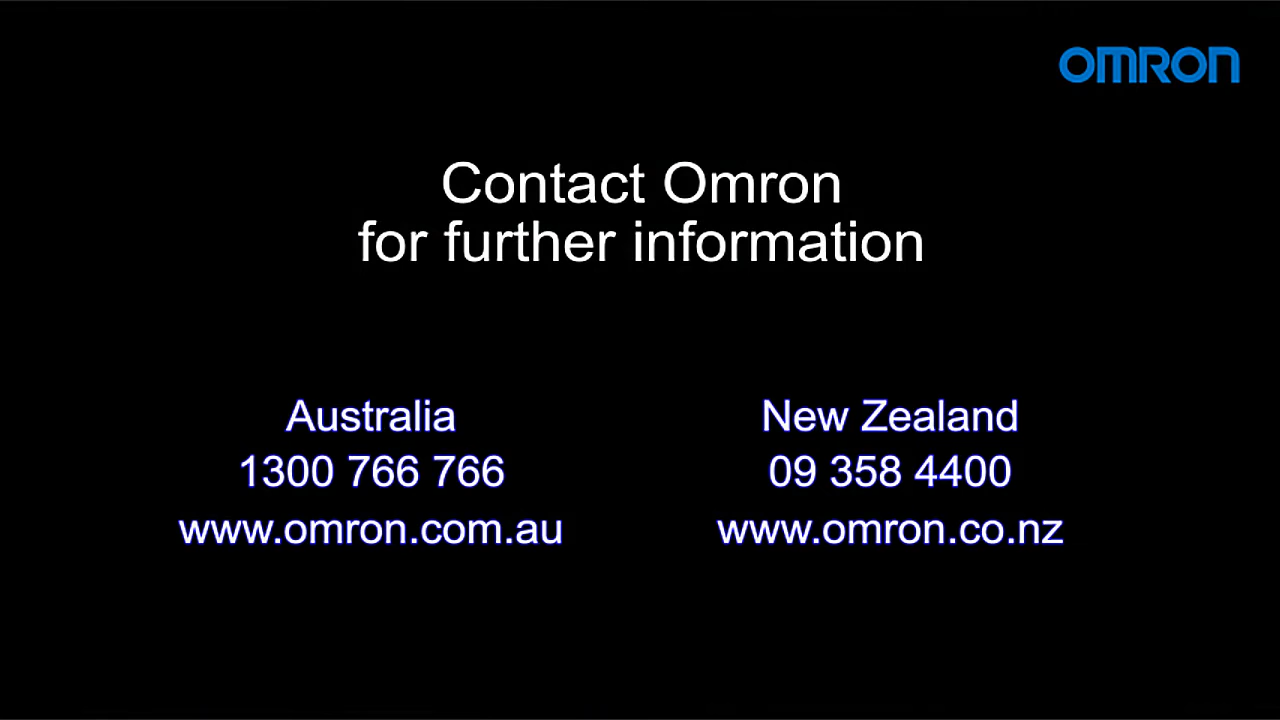 OMRON
Contact Omron
for further information
Australia
1300 766 766
www.omron.com.au
New Zealand
09 358 4400
www.omron.co.nz